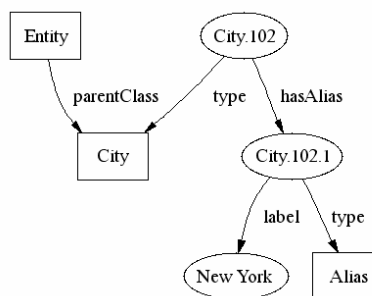 Entity
City.102
parentClass
type
hasAlias
City
City.102.1
label
type
New York
Alias